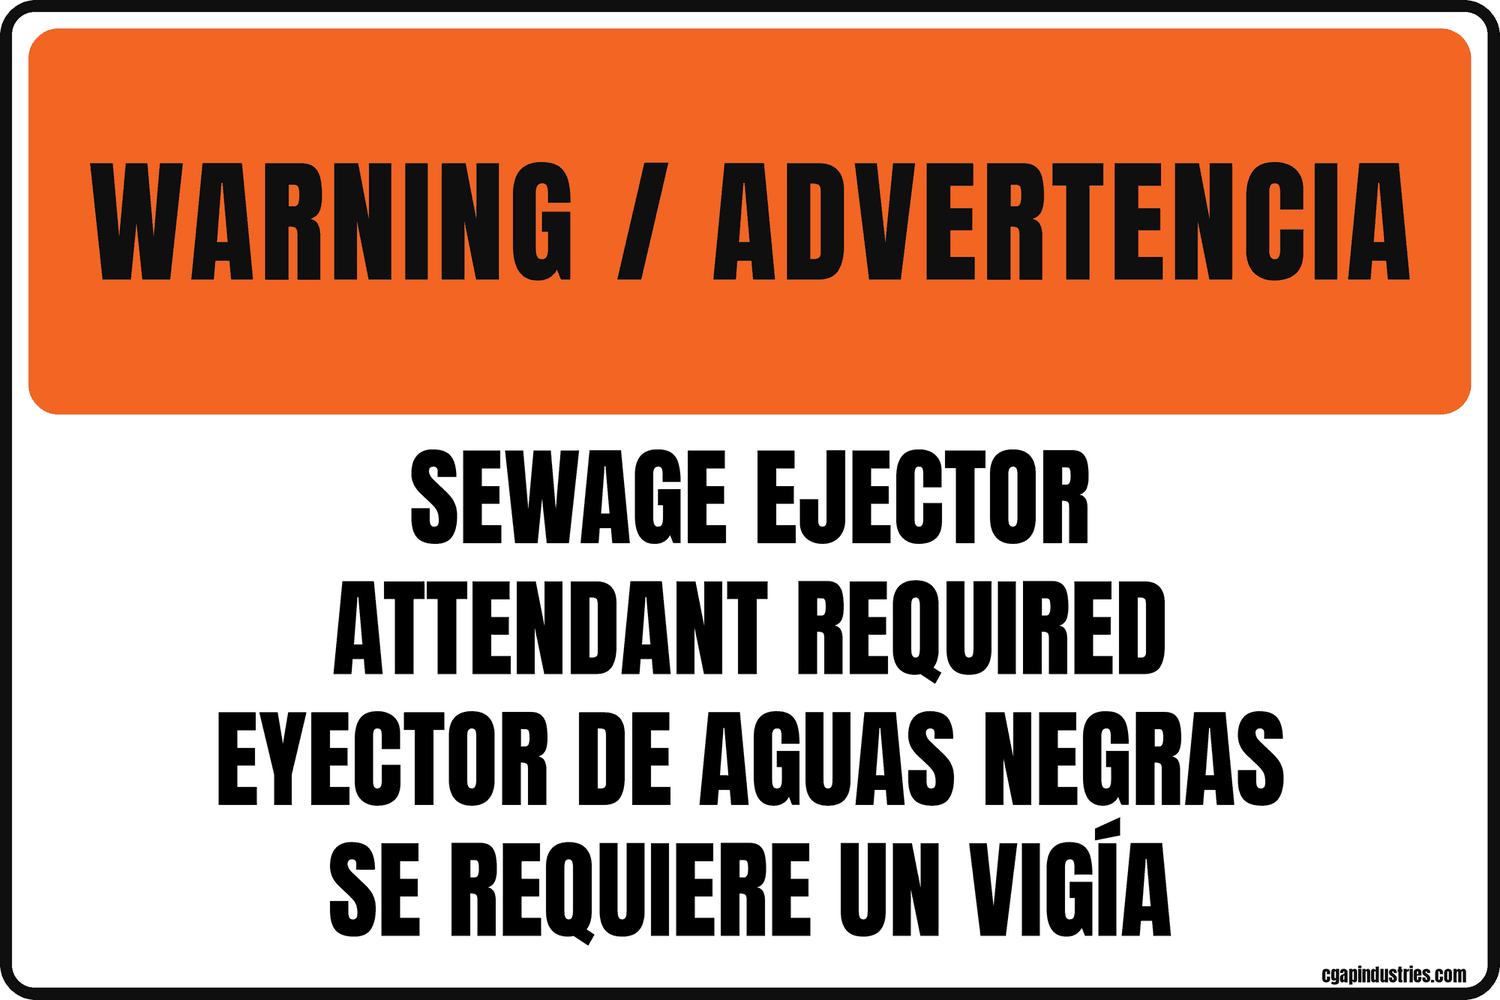 WARNING / ADVERTENCIA
SEWAGE EJECTOR
ATTENDANT REQUIRED
EYECTOR DE AGUAS NEGRAS
SE REQUIERE UN VIGÍA
cgapindustries.com